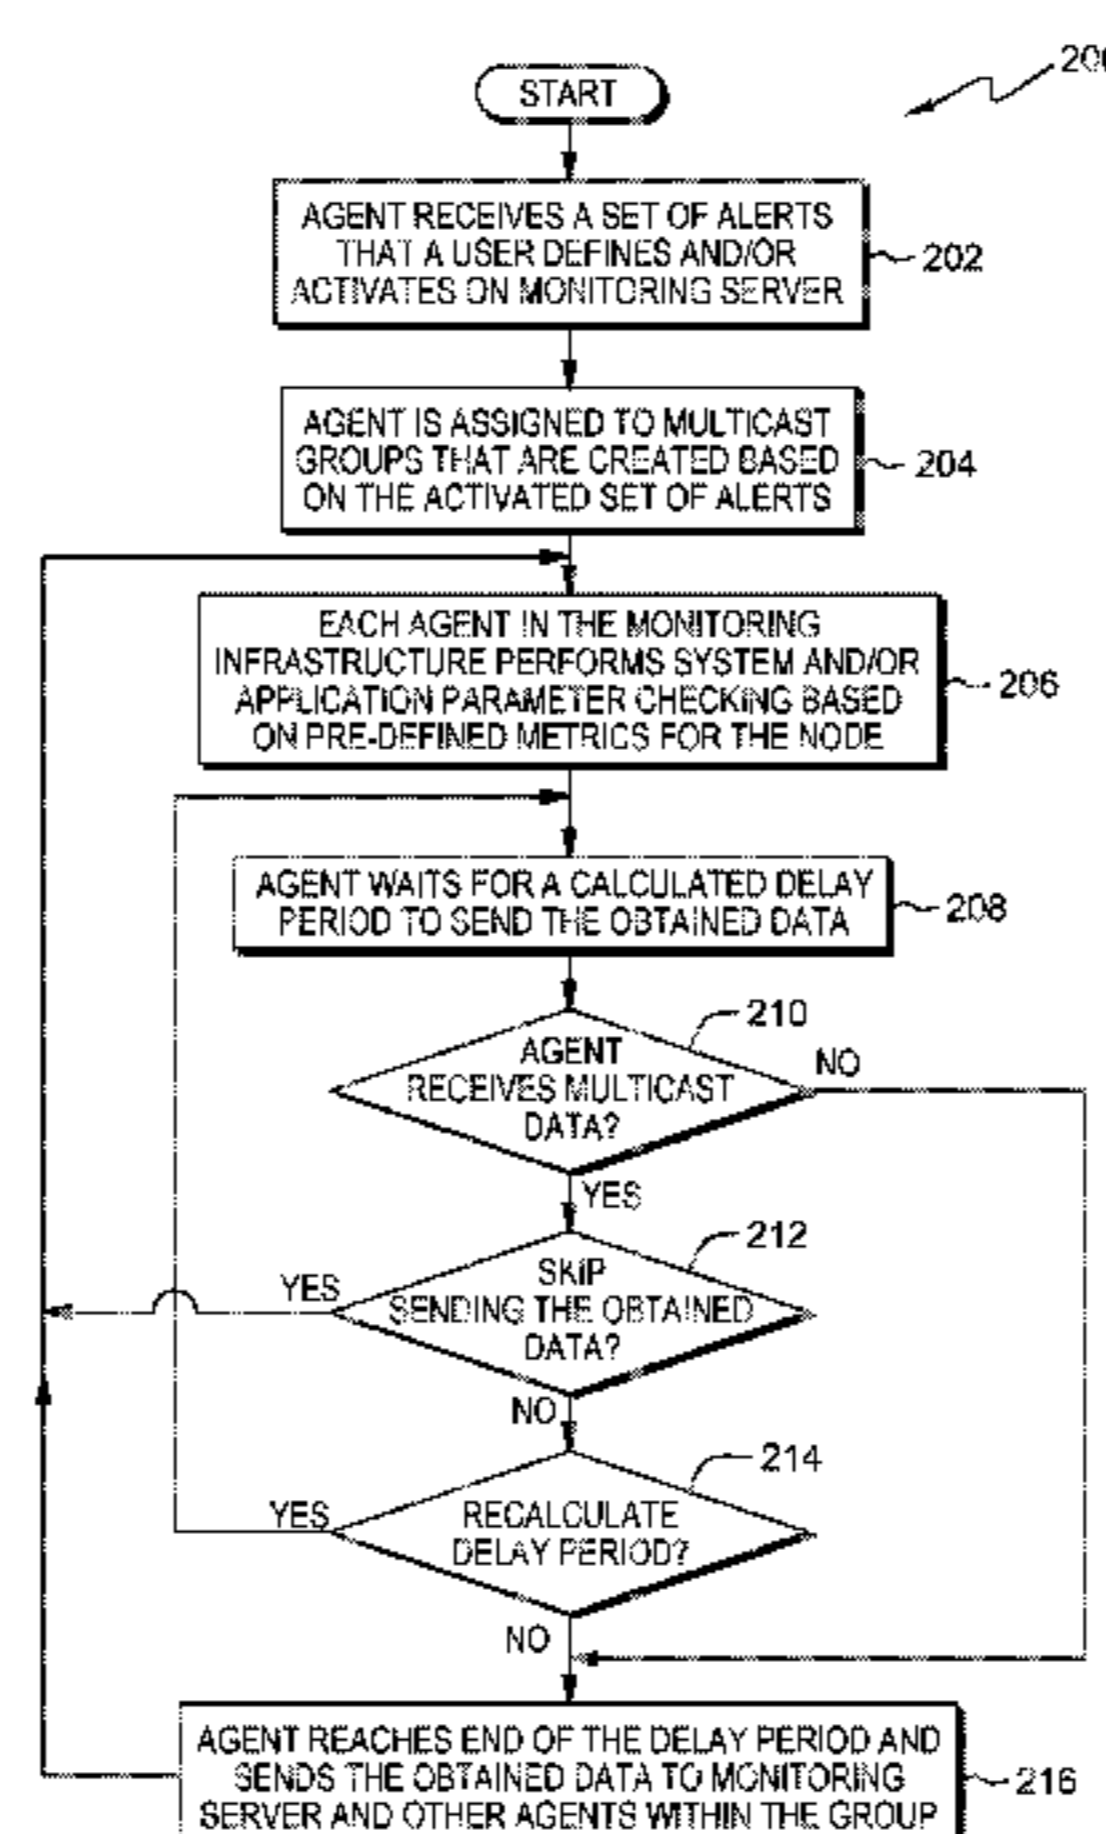 200
START
AGENT RECEIVES A SET OF ALERTS
THAT A USER DEFINES AND/OR
ACTIVATES ON MONITORING SERVER
202
AGENT IS ASSIGNED TO MULTICAST
GROUPS THAT ARE CREATED BASED
ON THE ACTIVATED SET OF ALERTS
204
EACH AGENT IN THE MONITORING
INFRASTRUCTURE PERFORMS SYSTEM AND/OR
APPLICATION PARAMETER CHECKING BASED
ON PRE-DEFINED METRICS FOR THE NODE
206
AGENT WAITS FOR A CALCULATED DELAY
PERIOD TO SEND THE OBTAINED DATA
208
210
AGENT
RECEIVES MULTICAST
DATA?
NO
YES
212
SKIP
SENDING THE OBTAINED
DATA?
YES
NO
214
RECALCULATE
DELAY PERIOD?
YES
NO
AGENT REACHES END OF THE DELAY PERIOD AND
SENDS THE OBTAINED DATA TO MONITORING
SERVER AND OTHER AGENTS WITHIN THE GROUP
216